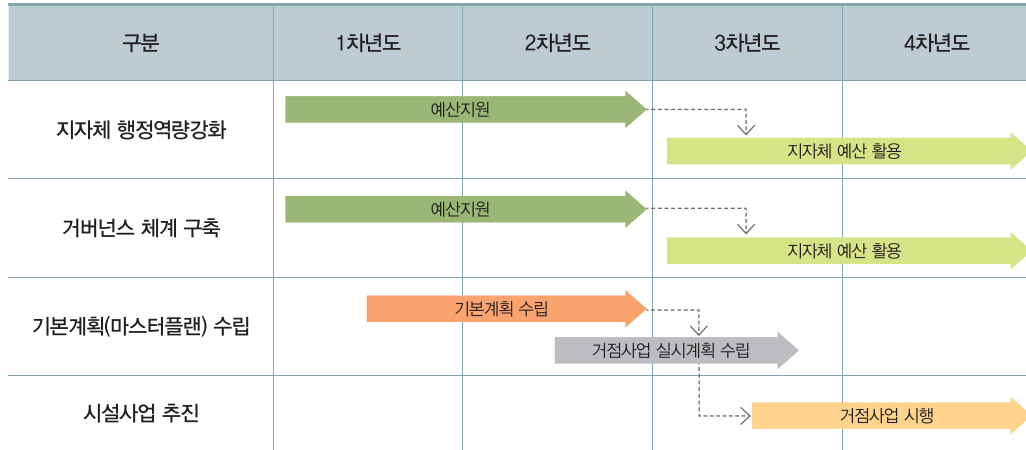 구분
1차년도
2차년도
3차년도
4차년도
지자체 행정역량강화
예산지원
지자체 예산 활용
거버넌스 체계 구축
예산지원
지자체 예산 활용
기본계획(마스터플랜) 수립
기본계획 수립
거점사업 실시계획 수립
시설사업 추진
거점사업 시행